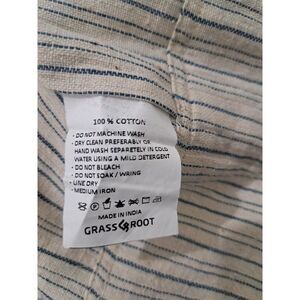 100 % COTTON
- DO NOT MACHINE WASH
- DRY CLEAN PREFERABLY OR
HAND WASH SEPARETELY IN COLD
WATER USING A MILD DETERGENT
- DO NOT BLEACH
- DO NOT SOAK / WRING
- LINE DRY
- MEDIUM IRON
MADE IN INDIA
GRASS ROOT